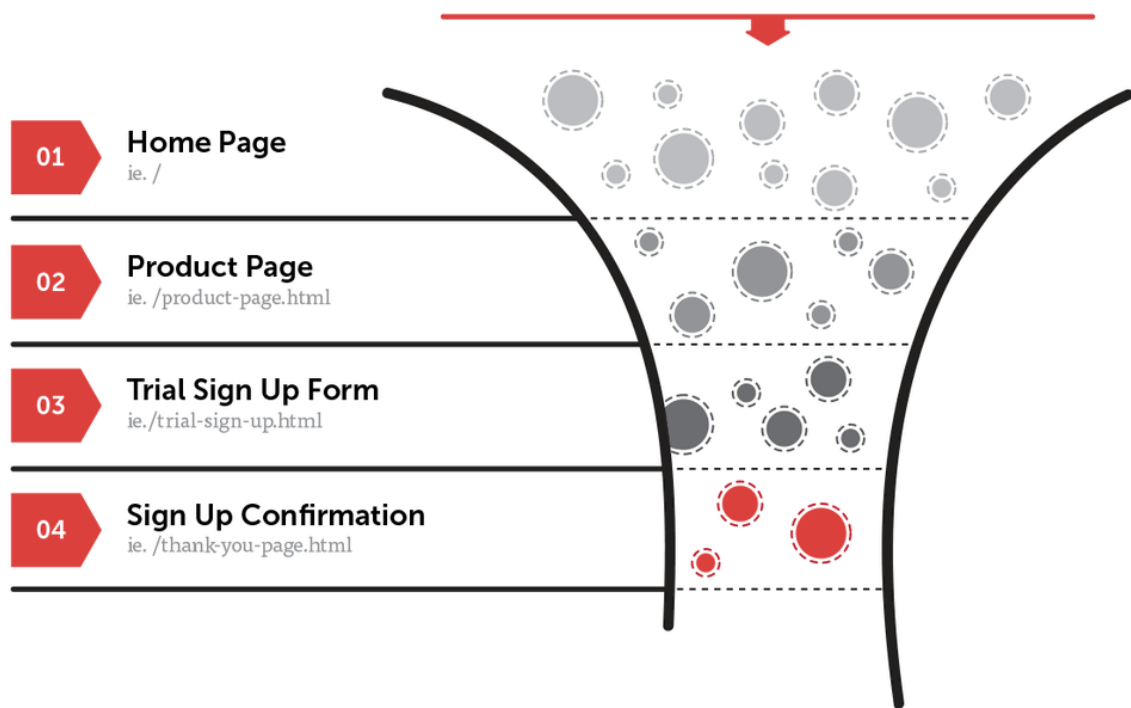 01
Home Page
ie. /
02
Product Page
ie. /product-page.html
03
Trial Sign Up Form
ie./trial-sign-up.html
04
Sign Up Confirmation
ie. /thank-you-page.html